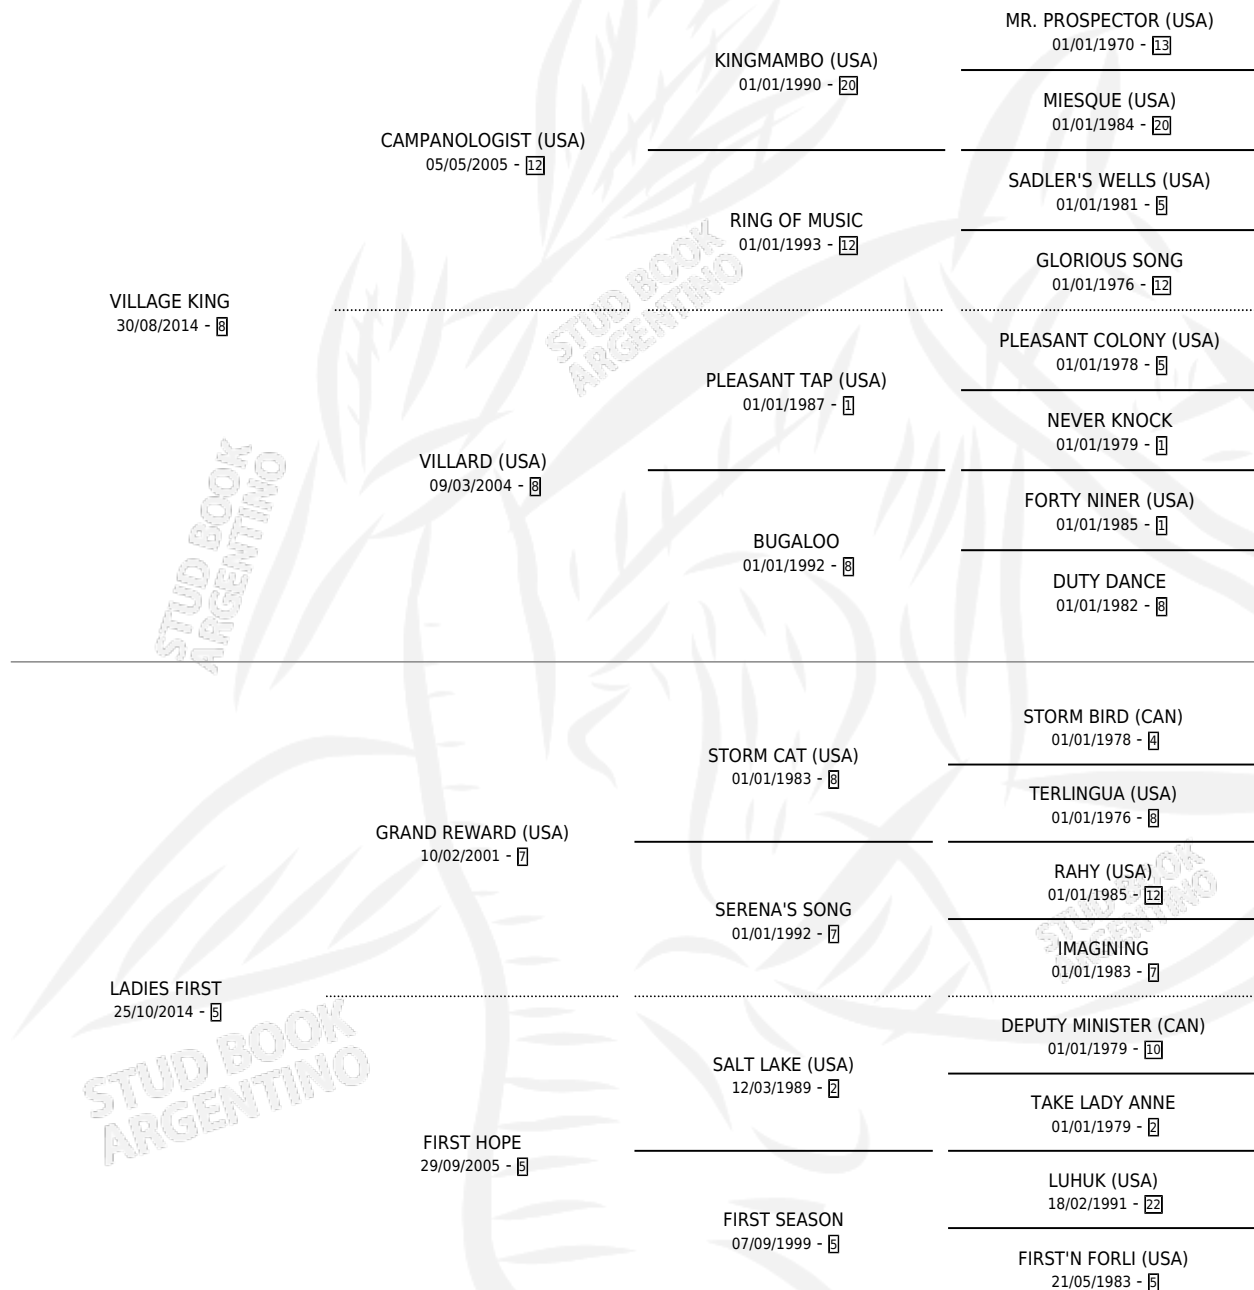 MR. PROSPECTOR (USA)
01/01/1970 - 13
KINGMAMBO (USA)
01/01/1990 - 20
MIESQUE (USA)
01/01/1984 - 20
CAMPANOLOGIST (USA)
05/05/2005 - 12
SADLER'S WELLS (USA)
01/01/1981 - 5
RING OF MUSIC
01/01/1993 - 12
GLORIOUS SONG
01/01/1976 - 12
VILLAGE KING
30/08/2014 - 8
STUD BOOK
ARGENTINO
PLEASANT COLONY (USA)
01/01/1978 - 5
PLEASANT TAP (USA)
01/01/1987 - 1
NEVER KNOCK
01/01/1979 - 1
VILLARD (USA)
09/03/2004 - 8
FORTY NINER (USA)
01/01/1985 - 1
BUGALOO
01/01/1992 - 8
DUTY DANCE
01/01/1982 - 8
STUD BOOK
ARGENTINO
STORM BIRD (CAN)
01/01/1978 - 4
STORM CAT (USA)
01/01/1983 - 8
TERLINGUA (USA)
01/01/1976 - 8
GRAND REWARD (USA)
10/02/2001 - 7
RAHY (USA)
01/01/1985 - 12
SERENA'S SONG
01/01/1992 - 7
STUD BOOK
ARGENTINO
IMAGINING
01/01/1983 - 7
LADIES FIRST
25/10/2014 - 5
DEPUTY MINISTER (CAN)
01/01/1979 - 10
SALT LAKE (USA)
12/03/1989 - 2
TAKE LADY ANNE
01/01/1979 - 2
STUD BOOK
ARGENTINO
FIRST HOPE
29/09/2005 - 5
LUHUK (USA)
18/02/1991 - 22
FIRST SEASON
07/09/1999 - 5
FIRST'N FORLI (USA)
21/05/1983 - 5